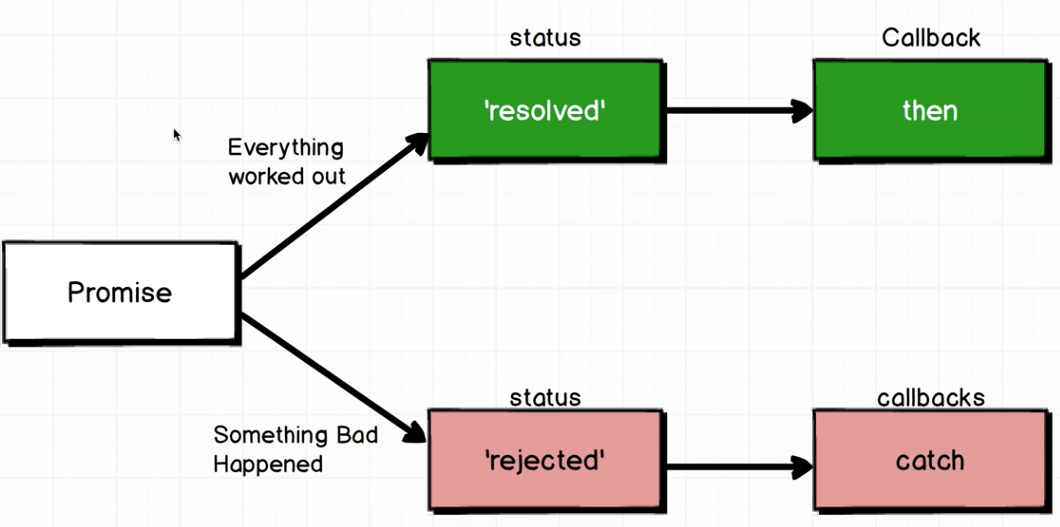 status
Callback
'resolved'
then
Everything
worked out
Promise
status
callbacks
Something Bad
Happened
'rejected'
catch